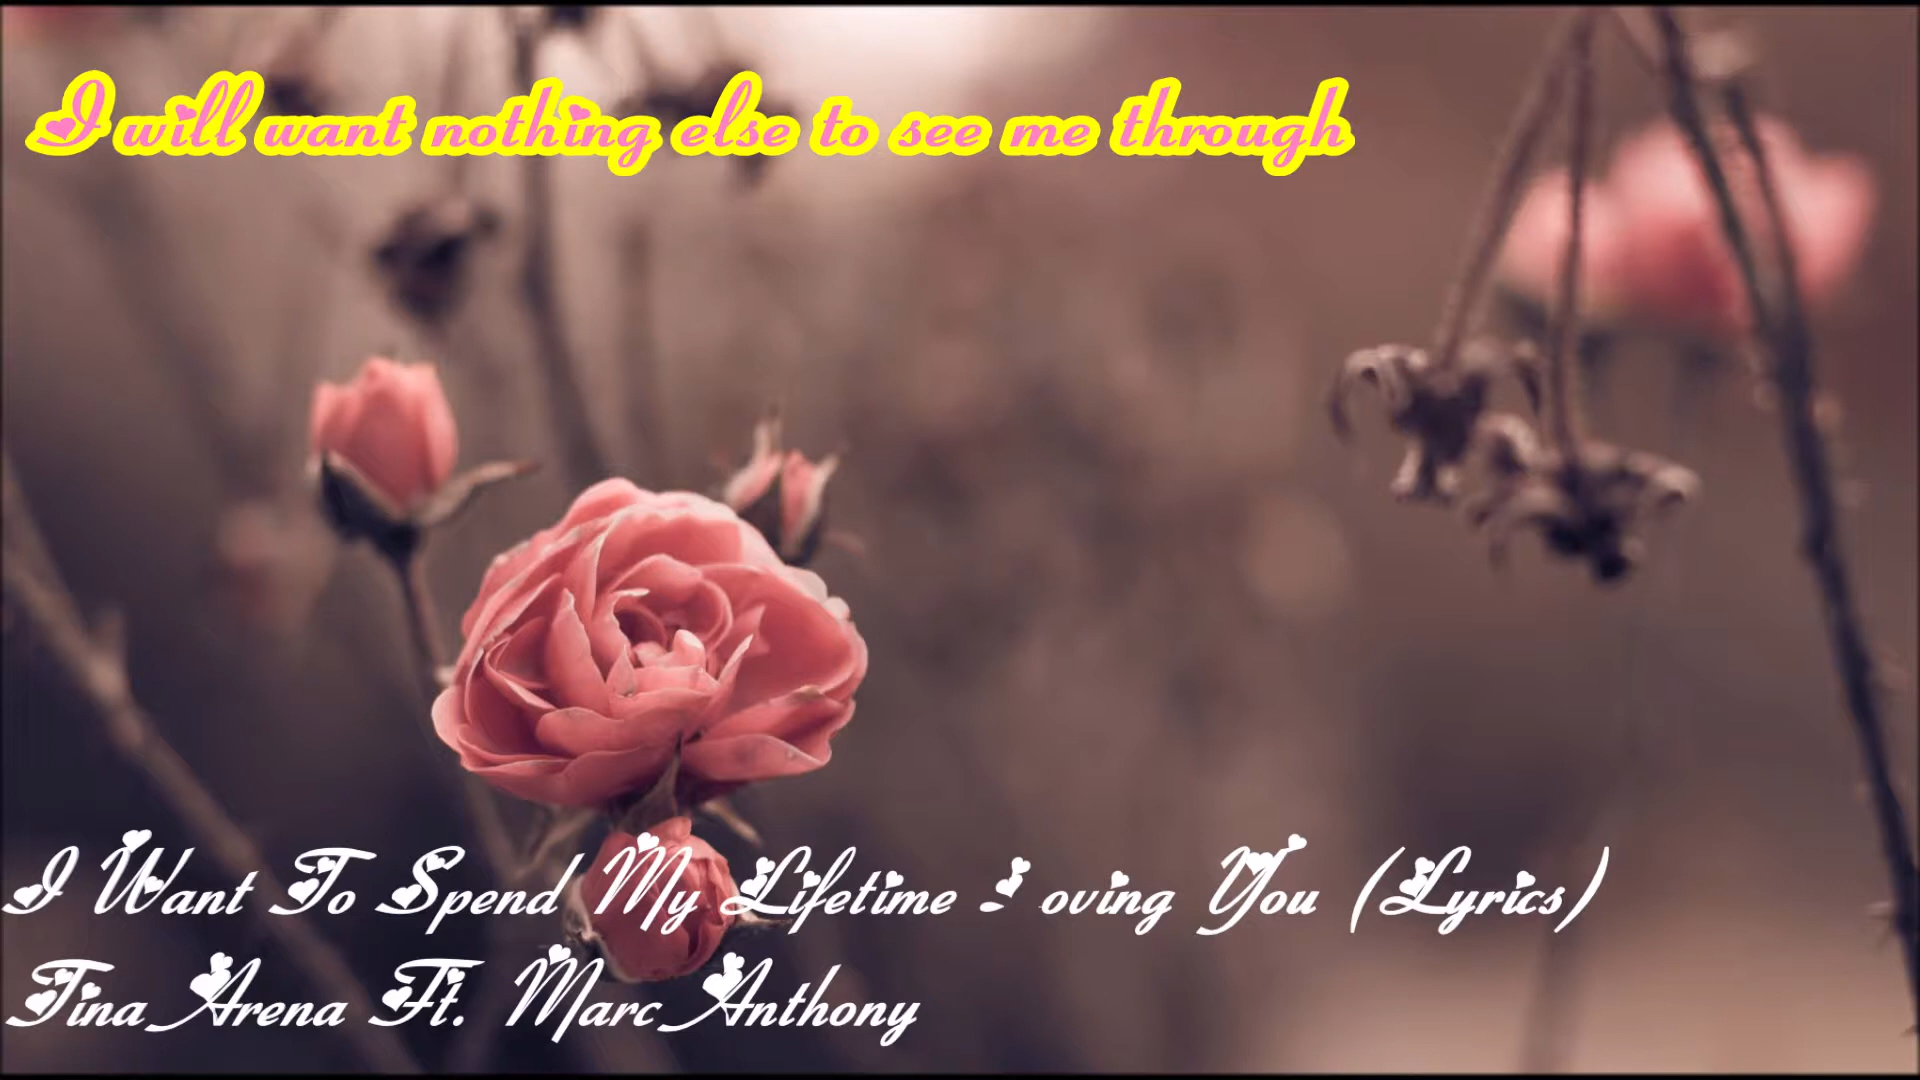 I will want nothing else to see me through
I Want To Spend My Lifetime Loving You (Lyrics)
Tina Arena Ft. Marc Anthony